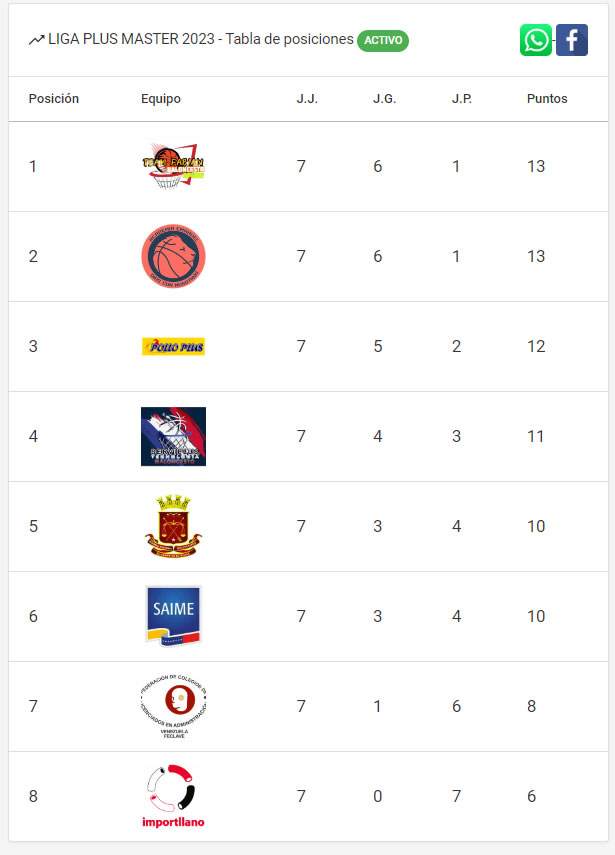 LIGA PLUS MASTER 2023 - Tabla de posiciones ACTIVO
Posición Equipo J.J. J.G. J.P. Puntos
1 7 6 1 13
2 7 6 1 13
3 POLLO PLUS 7 5 2 12
4 BALONCESTO 7 4 3 11
5 7 3 4 10
6 SAIME 7 3 4 10
7 FEDERACIÓN DE COLEGIOS DE LICENCIADOS EN ADMINISTRACIÓN VENEZUELA FECLAVE 7 1 6 8
8 importllano 7 0 7 6